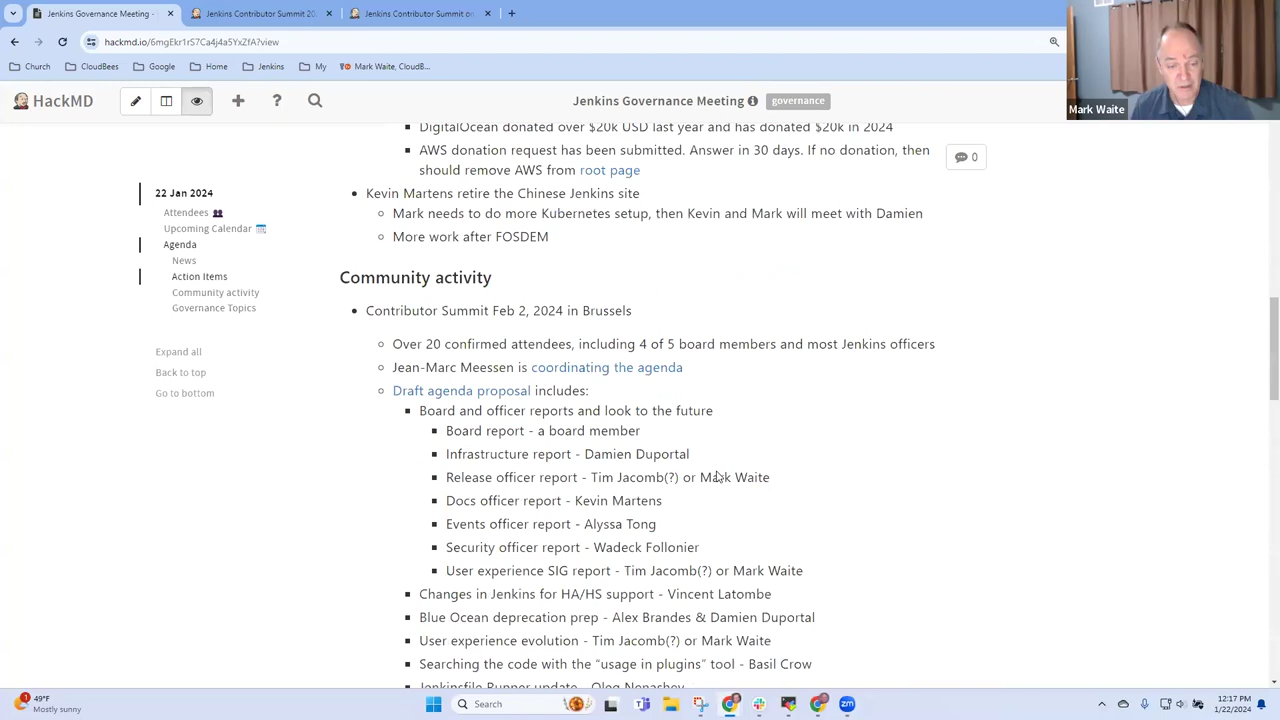 Jenkins Governance Meeting -
Jenkins Contributor Summit 20
Jenkins Contributor Summit on
hackmd.io/6mgEkr1rS7Ca4j4a5YxZfA?view
Church
CloudBees
Google
Home
Jenkins
My
Mark Waite, CloudB...
Mark Waite
HackMD
Jenkins Governance Meeting
governance
DigitalOcean donated over $20k USD last year and has donated $20k in 2024
AWS donation request has been submitted. Answer in 30 days. If no donation, then
should remove AWS from root page
0
22 Jan 2024
Attendees
Upcoming Calendar
Agenda
News
Action Items
Community activity
Governance Topics
Expand all
Back to top
Go to bottom
Kevin Martens retire the Chinese Jenkins site
Mark needs to do more Kubernetes setup, then Kevin and Mark will meet with Damien
More work after FOSDEM
Community activity
Contributor Summit Feb 2, 2024 in Brussels
Over 20 confirmed attendees, including 4 of 5 board members and most Jenkins officers
Jean-Marc Meessen is coordinating the agenda
Draft agenda proposal includes:
Board and officer reports and look to the future
Board report - a board member
Infrastructure report - Damien Duportal
Release officer report - Tim Jacomb(?) or Mark Waite
Docs officer report - Kevin Martens
Events officer report - Alyssa Tong
Security officer report - Wadeck Follonier
User experience SIG report - Tim Jacomb(?) or Mark Waite
Changes in Jenkins for HA/HS support - Vincent Latombe
Blue Ocean deprecation prep - Alex Brandes & Damien Duportal
User experience evolution - Tim Jacomb(?) or Mark Waite
Searching the code with the “usage in plugins” tool - Basil Crow
Jenkinsfile Runner update - Oleg Nenashev
1
49°F
Mostly sunny
Search
12:17 PM
1/22/2024